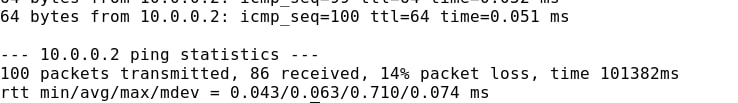 64 bytes from 10.0.0.2: icmp_seq=99 ttl=64 time=0.052 ms
64 bytes from 10.0.0.2: icmp_seq=100 ttl=64 time=0.051 ms
--- 10.0.0.2 ping statistics ---
100 packets transmitted, 86 received, 14% packet loss, time 101382ms
rtt min/avg/max/mdev = 0.043/0.063/0.710/0.074 ms